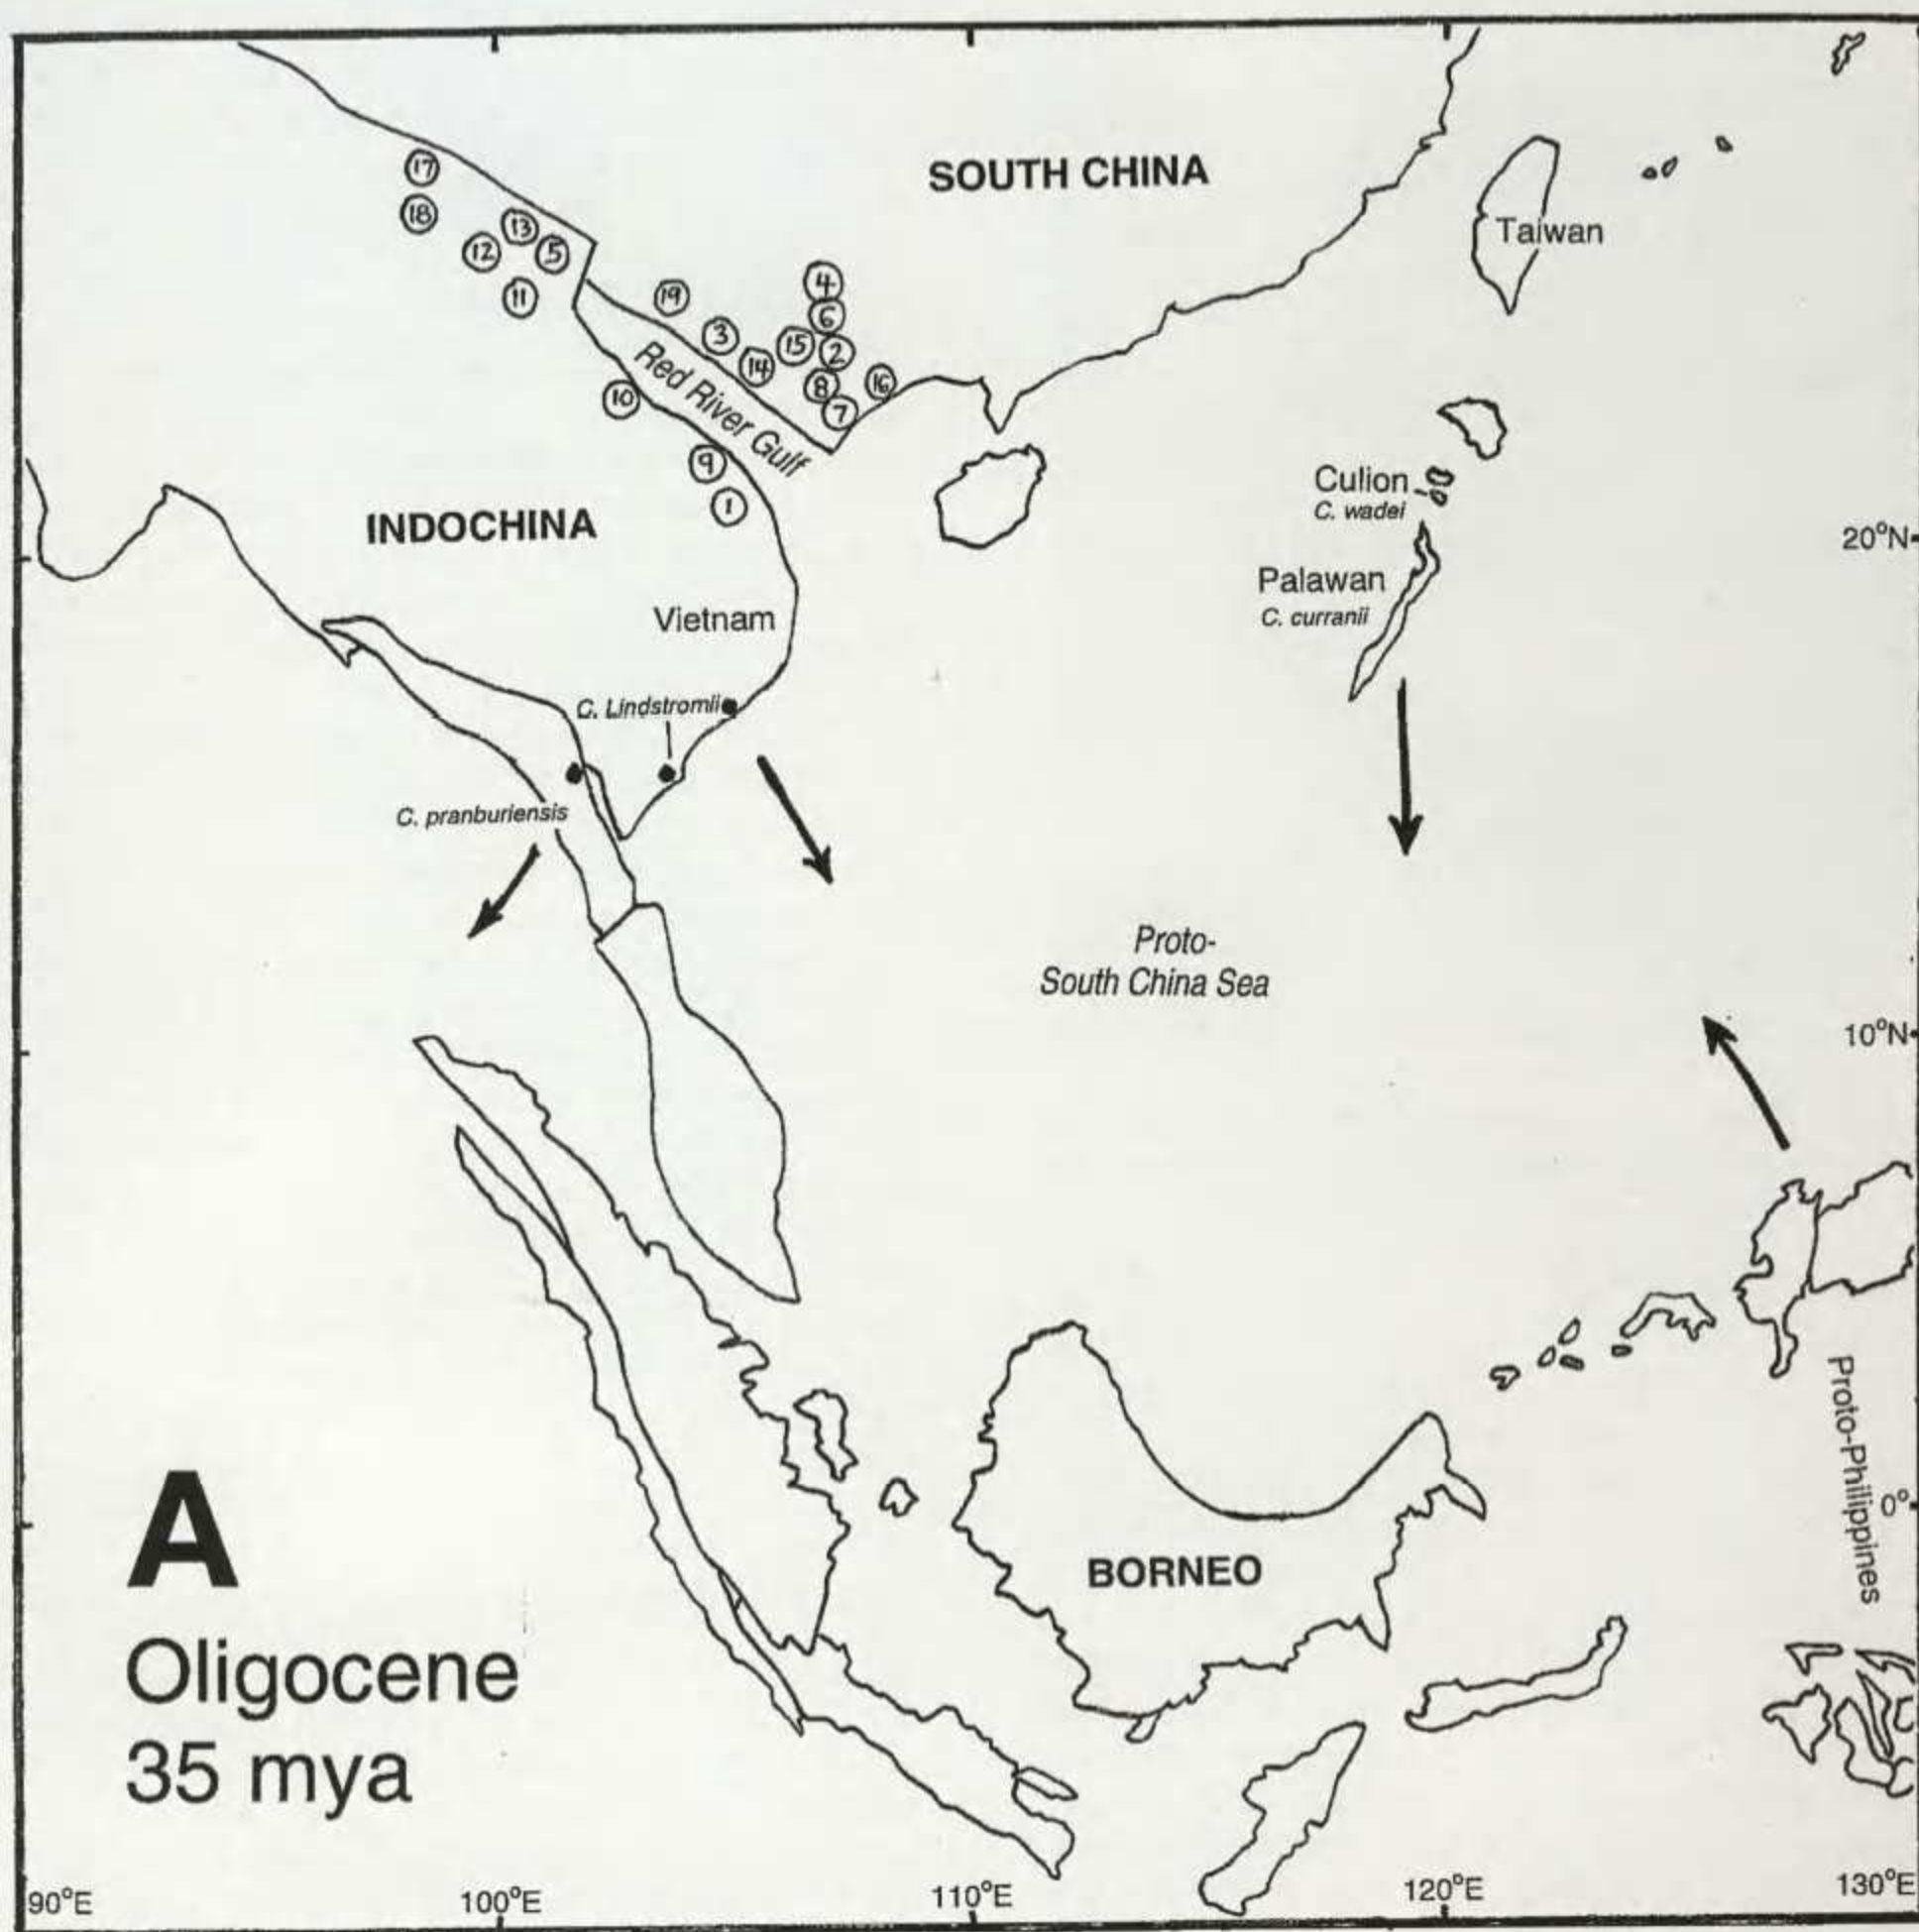 SOUTH CHINA
17
18
13
12
5
11
19
4
6
3
15
2
14
8
16
7
10
9
1
Taiwan
Red River Gulf
INDOCHINA
Culion
C. wadei
20°N
Palawan
C. curranii
Vietnam
C. Lindstromii
C. pranburiensis
Proto-
South China Sea
10°N
Proto-Philippines
0°
BORNEO
A
Oligocene
35 mya
90°E
100°E
110°E
120°E
130°E